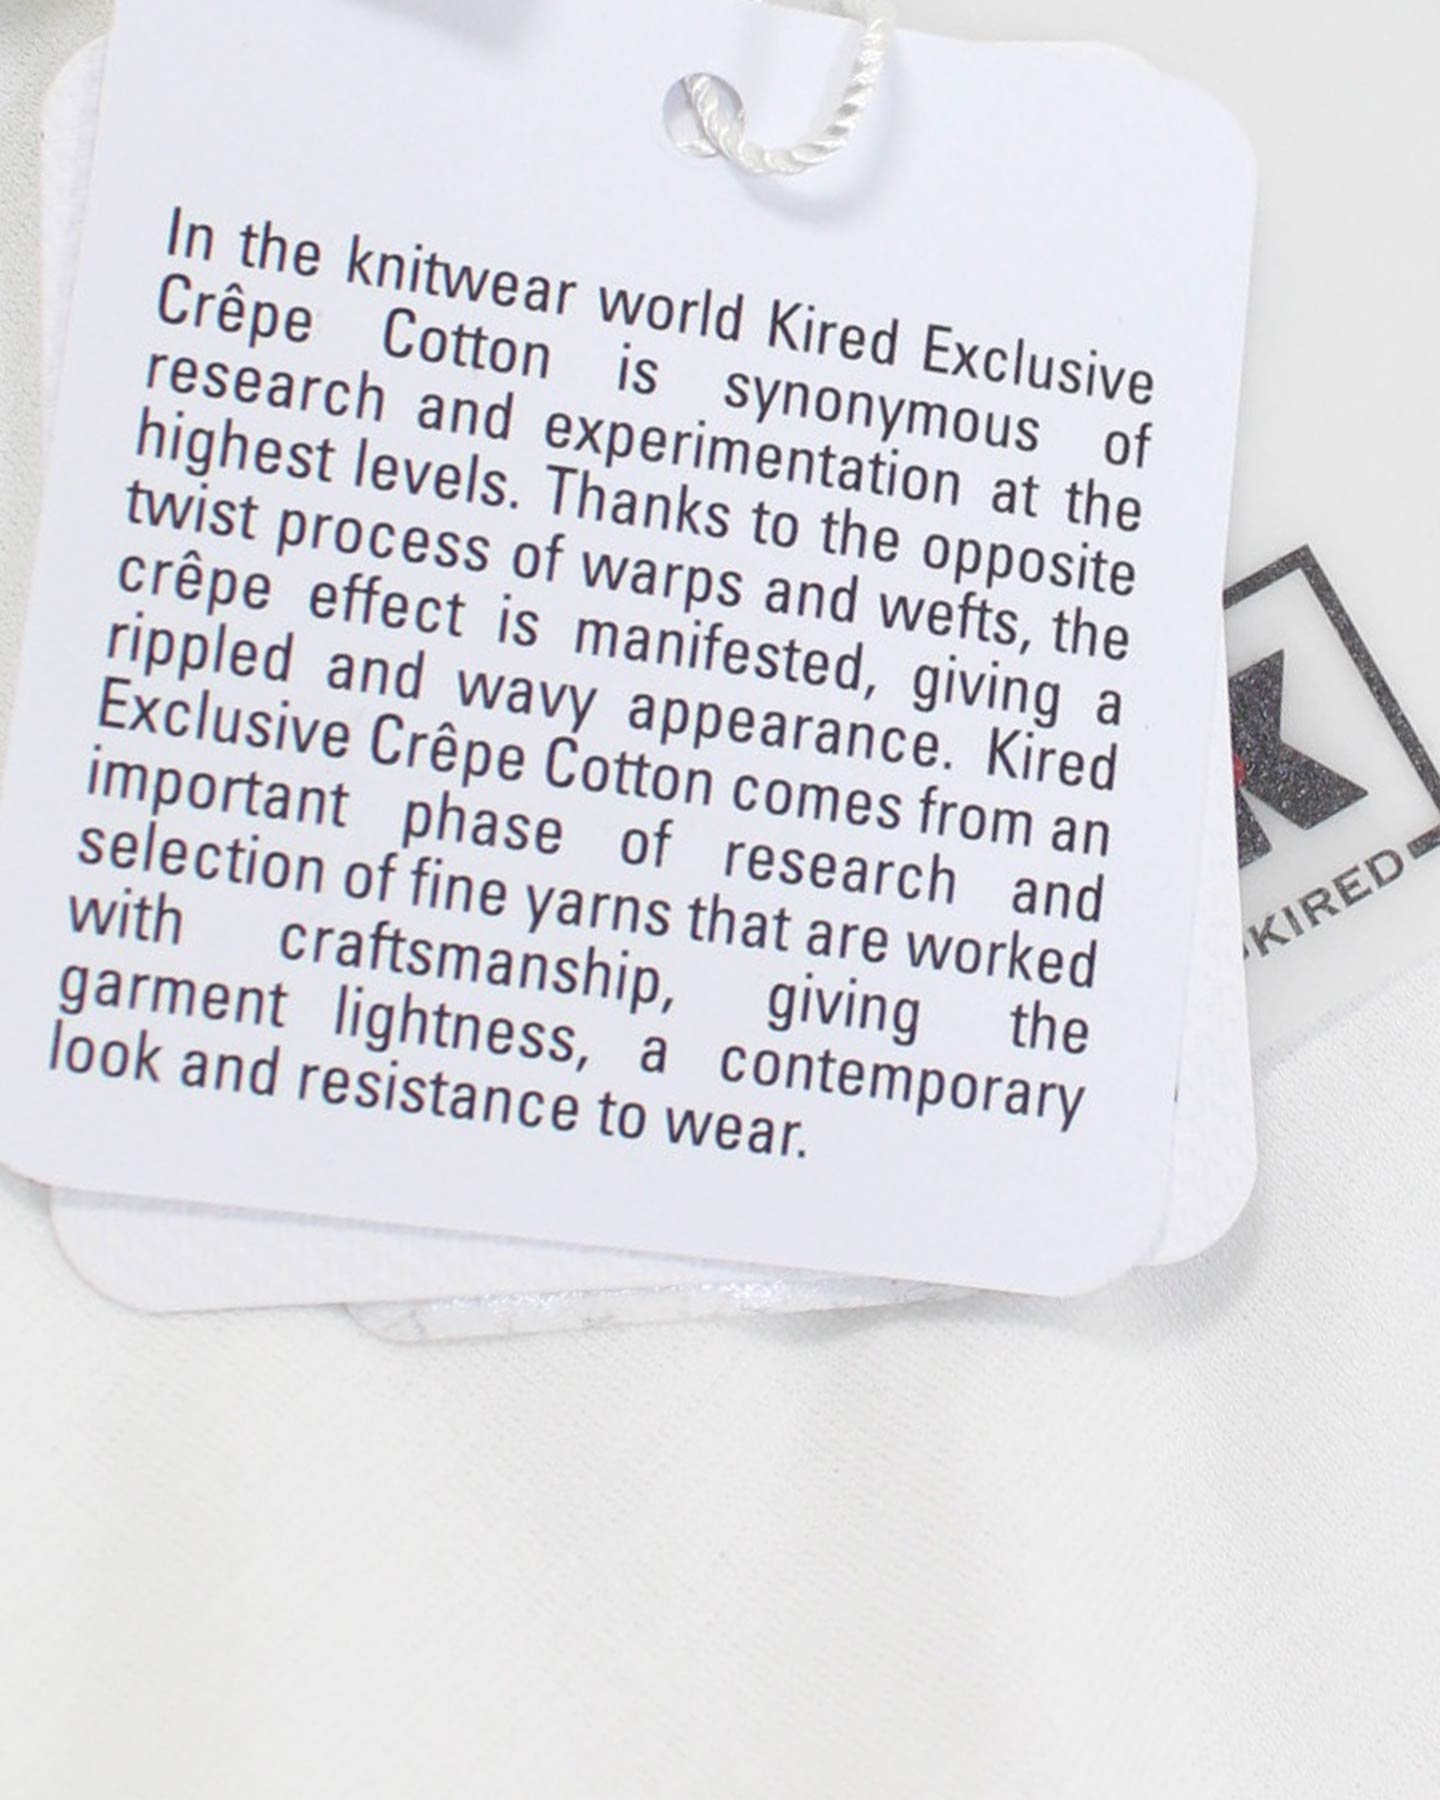 In the knitwear world Kired Exclusive
Crêpe Cotton is synonymous of
research and experimentation at the
highest levels. Thanks to the opposite
twist process of warps and wefts, the
crêpe effect is manifested, giving a
rippled and wavy appearance. Kired
Exclusive Crêpe Cotton comes from an
important phase of research and
selection of fine yarns that are worked
with craftsmanship, giving the
garment lightness, a contemporary
look and resistance to wear.
K
KIRED